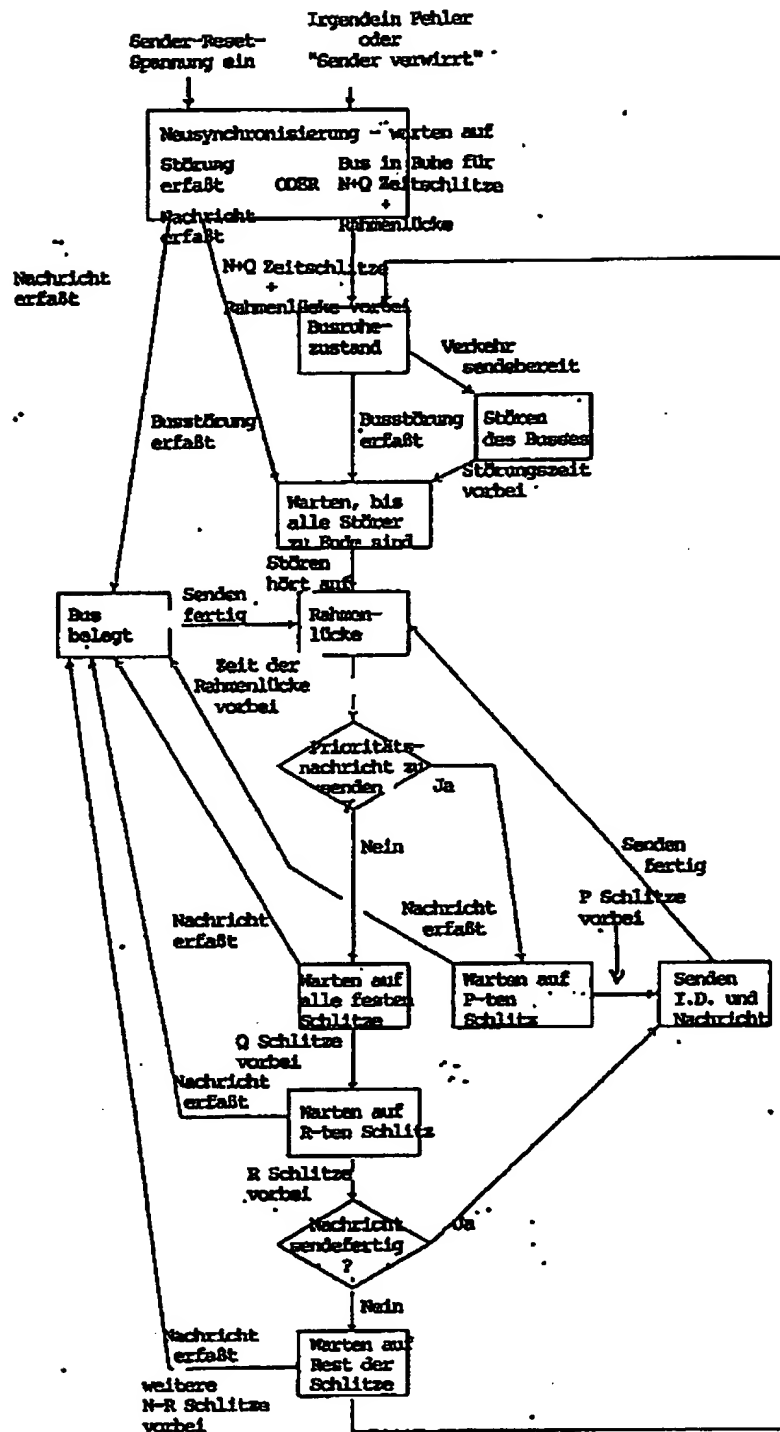 Sender-Reset-
Spannung ein
Irgendein Fehler
oder
"Sender verwirrt"
Neusynchronisierung - warten auf
Störung
erfaßt
ODER
Bus in Ruhe für
N+Q Zeitschlitze
+
Rahmenlücke
Nachricht
erfaßt
Nachricht
erfaßt
N+Q Zeitschlitze
+
Rahmenlücke vorbei
Busruhe-
zustand
Verkehr
sendebereit
Busstörung
erfaßt
Busstörung
erfaßt
Stören
des Busses
Störungszeit
vorbei
Warten, bis
alle Störer
zu Ende sind
Stören
hört auf
Bus
belegt
Senden
fertig
Rahmen-
lücke
Zeit der
Rahmenlücke
vorbei
Prioritäts-
nachricht zu
senden
?
Ja
Nein
Senden
fertig
P Schlitze
vorbei
Nachricht
erfaßt
Nachricht
erfaßt
Warten auf
alle festen
Schlitze
Warten auf
P-ten
Schlitz
Senden
I.D. und
Nachricht
Q Schlitze
vorbei
Nachricht
erfaßt
Warten auf
R-ten Schlitz
R Schlitze
vorbei
Nachricht
sendefertig
?
Ja
Nein
Nachricht
erfaßt
Warten auf
Rest der
Schlitze
weitere
N-R Schlitze
vorbei